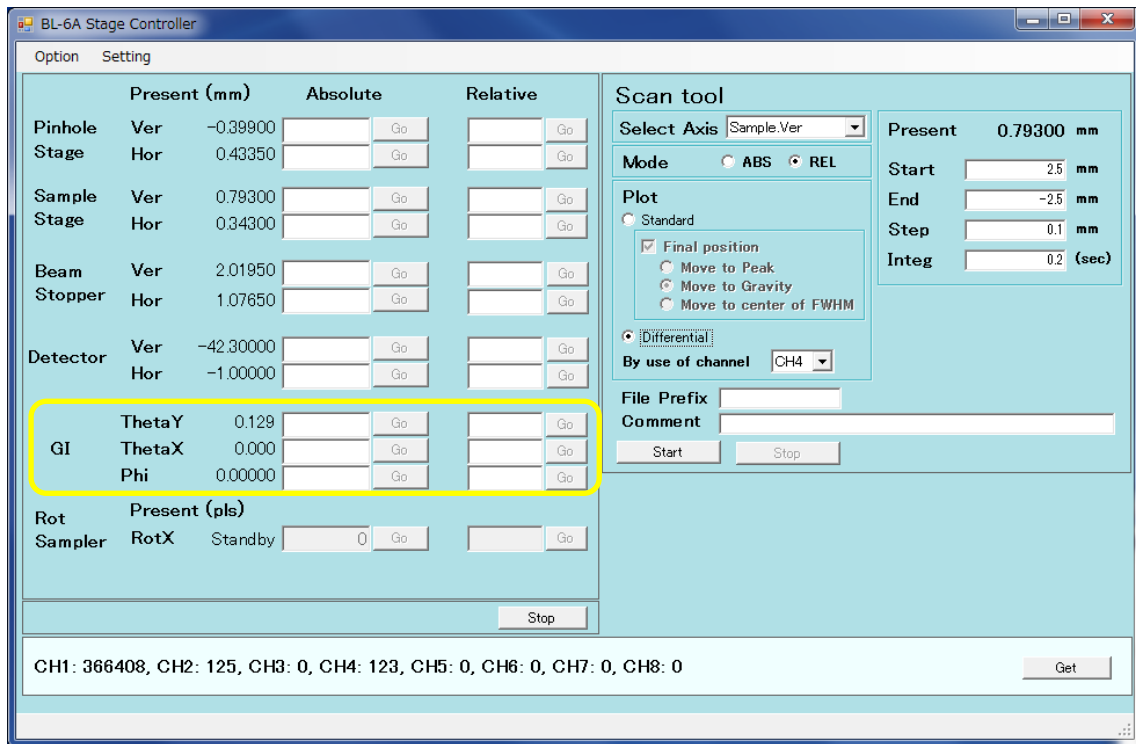 BL-6A Stage Controller
Option Setting
Present (mm) Absolute Relative
Pinhole Stage
Ver -0.39900 Go Go
Hor 0.43350 Go Go
Sample Stage
Ver 0.79300 Go Go
Hor 0.34300 Go Go
Beam Stopper
Ver 2.01950 Go Go
Hor 1.07650 Go Go
Detector
Ver -42.30000 Go Go
Hor -1.00000 Go Go
GI
ThetaY 0.129 Go Go
ThetaX 0.000 Go Go
Phi 0.00000 Go Go
Present (pls)
Rot Sampler
RotX Standby 0 Go Go
Stop
Scan tool
Select Axis Sample.Ver
Mode ABS REL
Plot
Standard
Final position
Move to Peak
Move to Gravity
Move to center of FWHM
Differential
By use of channel CH4
Present 0.79300 mm
Start 2.5 mm
End -2.5 mm
Step 0.1 mm
Integ 0.2 (sec)
File Prefix
Comment
Start Stop
CH1: 366408, CH2: 125, CH3: 0, CH4: 123, CH5: 0, CH6: 0, CH7: 0, CH8: 0
Get